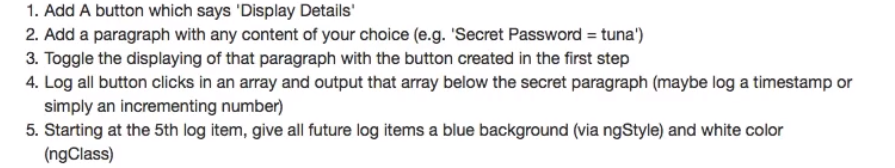 1. Add A button which says 'Display Details'
2. Add a paragraph with any content of your choice (e.g. 'Secret Password = tuna')
3. Toggle the displaying of that paragraph with the button created in the first step
4. Log all button clicks in an array and output that array below the secret paragraph (maybe log a timestamp or
simply an incrementing number)
5. Starting at the 5th log item, give all future log items a blue background (via ngStyle) and white color
(ngClass)